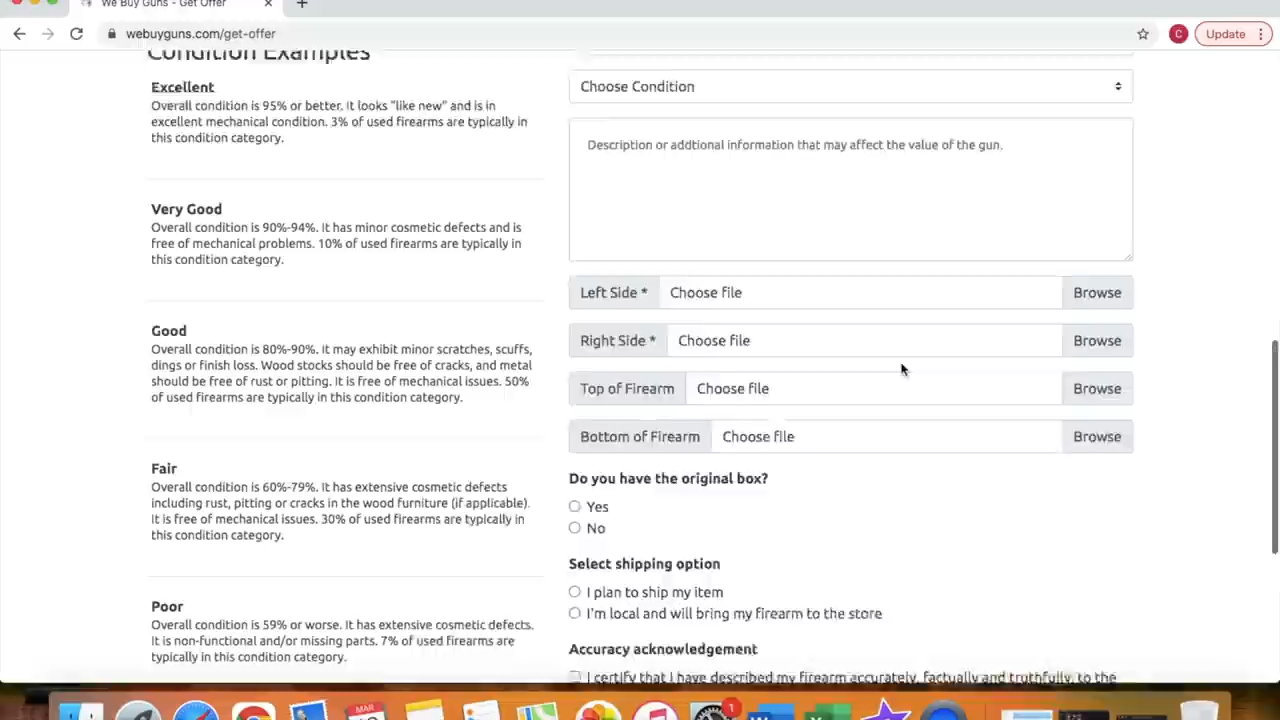 We Buy Guns - Get Offer
webuyguns.com/get-offer
C
Update
Condition Examples
Excellent
Overall condition is 95% or better. It looks "like new" and is in
excellent mechanical condition. 3% of used firearms are typically in
this condition category.
Very Good
Overall condition is 90%-94%. It has minor cosmetic defects and is
free of mechanical problems. 10% of used firearms are typically in
this condition category.
Good
Overall condition is 80%-90%. It may exhibit minor scratches, scuffs,
dings or finish loss. Wood stocks should be free of cracks, and metal
should be free of rust or pitting. It is free of mechanical issues. 50%
of used firearms are typically in this condition category.
Fair
Overall condition is 60%-79%. It has extensive cosmetic defects
including rust, pitting or cracks in the wood furniture (if applicable).
It is free of mechanical issues. 30% of used firearms are typically in
this condition category.
Poor
Overall condition is 59% or worse. It has extensive cosmetic defects.
It is non-functional and/or missing parts. 7% of used firearms are
typically in this condition category.
Choose Condition
Description or addtional information that may affect the value of the gun.
Left Side * Choose file Browse
Right Side * Choose file Browse
Top of Firearm Choose file Browse
Bottom of Firearm Choose file Browse
Do you have the original box?
Yes
No
Select shipping option
I plan to ship my item
I'm local and will bring my firearm to the store
Accuracy acknowledgement
I certify that I have described my firearm accurately, factually and truthfully, to the
MAR
1